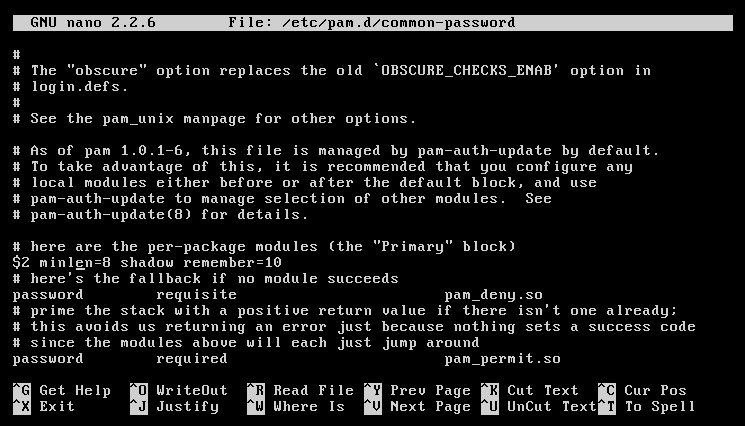 GNU nano 2.2.6 File: /etc/pam.d/common-password
#
# The "obscure" option replaces the old `OBSCURE_CHECKS_ENAB' option in
# login.defs.
#
# See the pam_unix manpage for other options.
# As of pam 1.0.1-6, this file is managed by pam-auth-update by default.
# To take advantage of this, it is recommended that you configure any
# local modules either before or after the default block, and use
# pam-auth-update to manage selection of other modules.  See
# pam-auth-update(8) for details.
# here are the per-package modules (the "Primary" block)
$2 minlen=8 shadow remember=10
# here's the fallback if no module succeeds
password requisite pam_deny.so
# prime the stack with a positive return value if there isn't one already;
# this avoids us returning an error just because nothing sets a success code
# since the modules above will each just jump around
password required pam_permit.so
^G Get Help ^O WriteOut ^R Read File ^Y Prev Page ^K Cut Text ^C Cur Pos
^X Exit ^J Justify ^W Where Is ^V Next Page ^U UnCut Text ^T To Spell